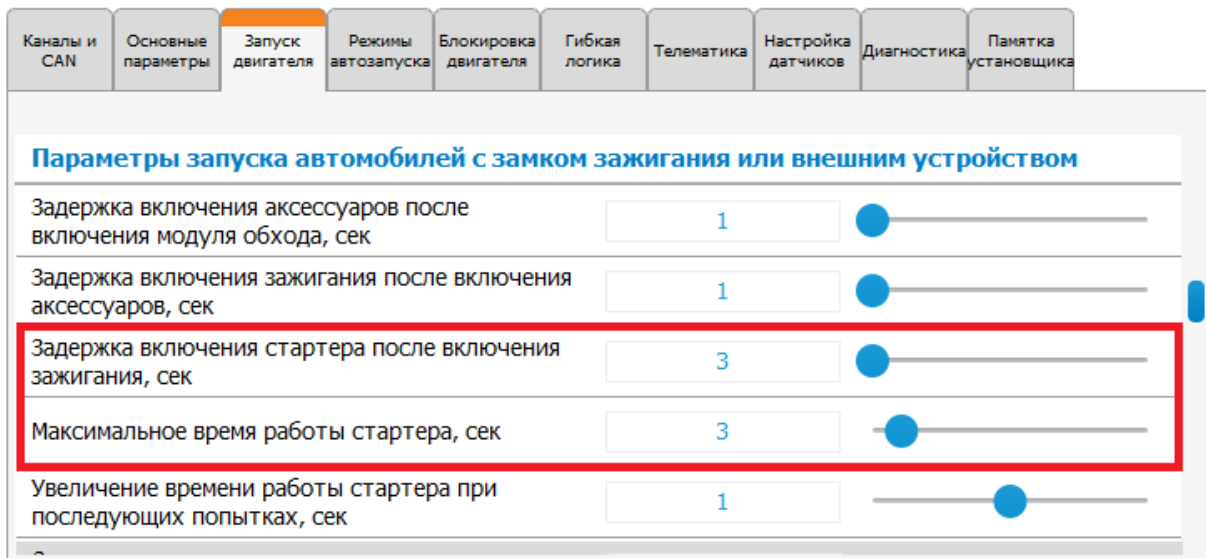 Каналы и CAN
Основные параметры
Запуск двигателя
Режимы автозапуска
Блокировка двигателя
Гибкая логика
Телематика
Настройка датчиков
Диагностика
Памятка установщика
Параметры запуска автомобилей с замком зажигания или внешним устройством
Задержка включения аксессуаров после
включения модуля обхода, сек
1
Задержка включения зажигания после включения
аксессуаров, сек
1
Задержка включения стартера после включения
зажигания, сек
3
Максимальное время работы стартера, сек
3
Увеличение времени работы стартера при
последующих попытках, сек
1